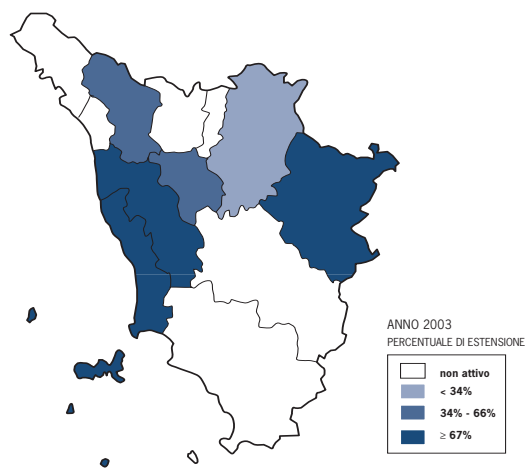 ANNO 2003
PERCENTUALE DI ESTENSIONE
non attivo
< 34%
34% - 66%
≥ 67%